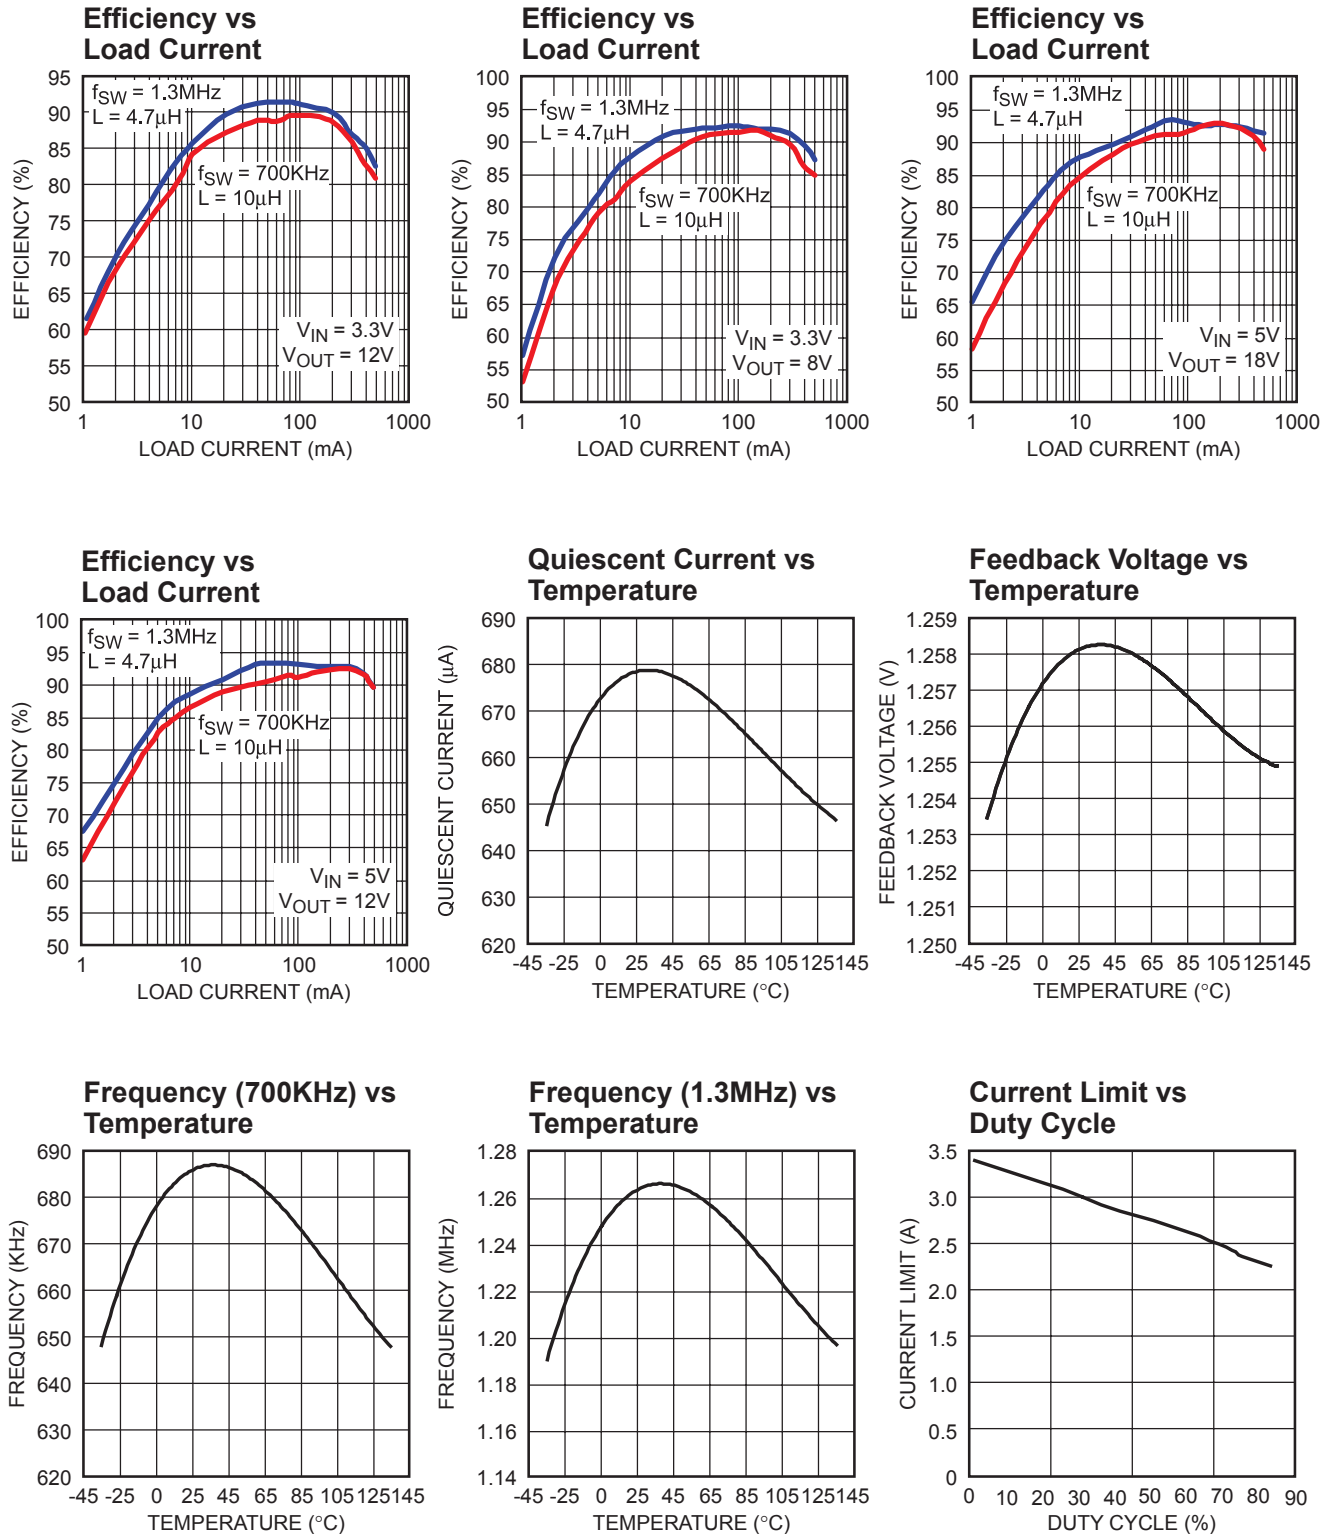 Efficiency vs
Load Current
95
90
85
80
75
70
65
60
55
50
EFFICIENCY (%)
fSW = 1.3MHz
L = 4.7µH
fSW = 700KHz
L = 10µH
VIN = 3.3V
VOUT = 12V
1 10 100 1000
LOAD CURRENT (mA)
Efficiency vs
Load Current
100
95
90
85
80
75
70
65
60
55
50
EFFICIENCY (%)
fSW = 1.3MHz
L = 4.7µH
fSW = 700KHz
L = 10µH
VIN = 3.3V
VOUT = 8V
1 10 100 1000
LOAD CURRENT (mA)
Efficiency vs
Load Current
100
95
90
85
80
75
70
65
60
55
50
EFFICIENCY (%)
fSW = 1.3MHz
L = 4.7µH
fSW = 700KHz
L = 10µH
VIN = 5V
VOUT = 18V
1 10 100 1000
LOAD CURRENT (mA)
Efficiency vs
Load Current
100
95
90
85
80
75
70
65
60
55
50
EFFICIENCY (%)
fSW = 1.3MHz
L = 4.7µH
fSW = 700KHz
L = 10µH
VIN = 5V
VOUT = 12V
1 10 100 1000
LOAD CURRENT (mA)
Quiescent Current vs
Temperature
690
680
670
660
650
640
630
620
QUIESCENT CURRENT (µA)
-45 -25 0 25 45 65 85 105 125 145
TEMPERATURE (°C)
Feedback Voltage vs
Temperature
1.259
1.258
1.257
1.256
1.255
1.254
1.253
1.252
1.251
1.250
FEEDBACK VOLTAGE (V)
-45 -25 0 25 45 65 85 105 125 145
TEMPERATURE (°C)
Frequency (700KHz) vs
Temperature
690
680
670
660
650
640
630
620
FREQUENCY (KHz)
-45 -25 0 25 45 65 85 105 125 145
TEMPERATURE (°C)
Frequency (1.3MHz) vs
Temperature
1.28
1.26
1.24
1.22
1.20
1.18
1.16
1.14
FREQUENCY (MHz)
-45 -25 0 25 45 65 85 105 125 145
TEMPERATURE (°C)
Current Limit vs
Duty Cycle
3.5
3.0
2.5
2.0
1.5
1.0
0.5
0
CURRENT LIMIT (A)
0 10 20 30 40 50 60 70 80 90
DUTY CYCLE (%)